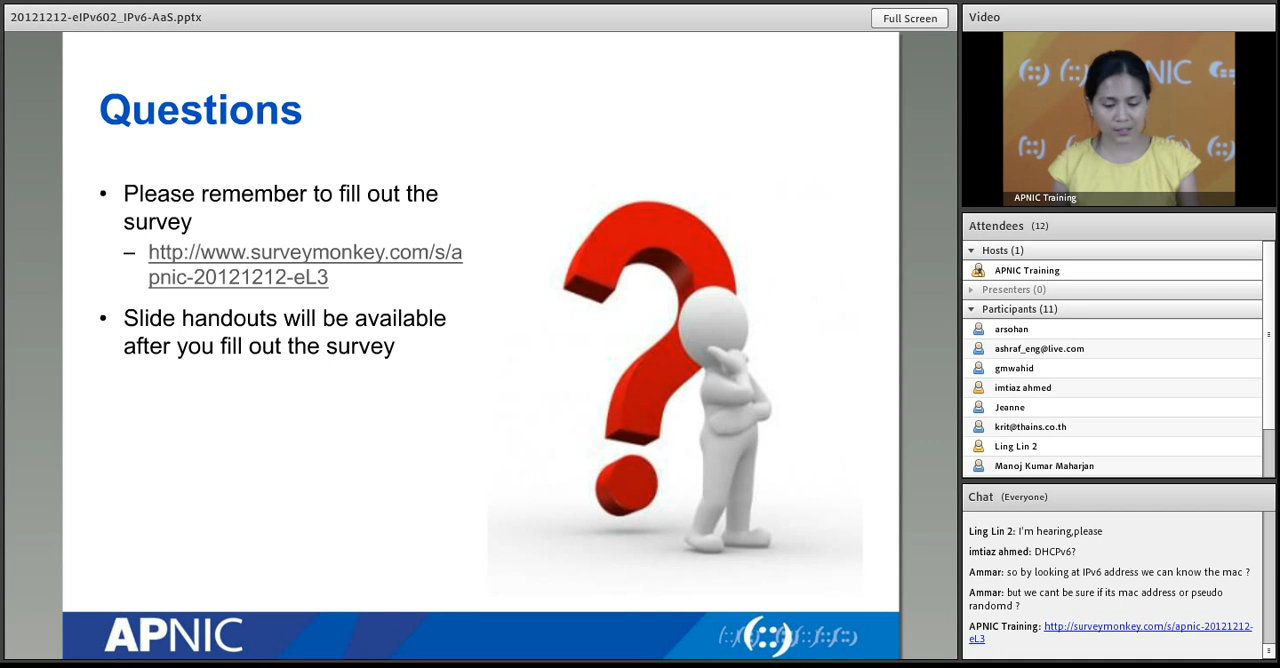 20121212-eIPv602_IPv6-AaS.pptx
Full Screen
Questions
• Please remember to fill out the
survey
– http://www.surveymonkey.com/s/a
pnic-20121212-eL3
• Slide handouts will be available
after you fill out the survey
APNIC
Video
NIC
APNIC Training
Attendees (12)
Hosts (1)
APNIC Training
Presenters (0)
Participants (11)
arsohan
ashraf_eng@live.com
gmwahid
imtiaz ahmed
Jeanne
krit@thains.co.th
Ling Lin 2
Manoj Kumar Maharjan
Chat (Everyone)
Ling Lin 2: I'm hearing,please
imtiaz ahmed: DHCPv6?
Ammar: so by looking at IPv6 address we can know the mac ?
Ammar: but we cant be sure if its mac address or pseudo
randomd ?
APNIC Training: http://surveymonkey.com/s/apnic-20121212-
eL3